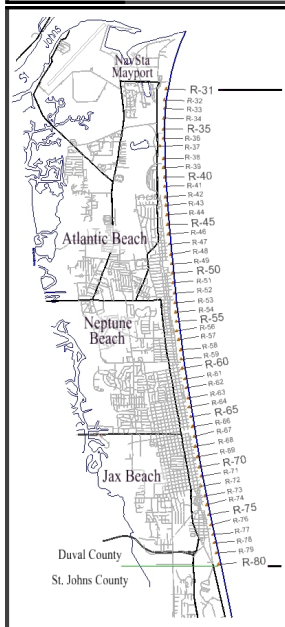 St Johns
NavSta
Mayport
R-31
R-32
R-33
R-34
R-35
R-36
R-37
R-38
R-39
R-40
R-41
R-42
R-43
R-44
R-45
R-46
R-47
R-48
R-49
R-50
R-51
R-52
R-53
R-54
R-55
R-56
R-57
R-58
R-59
R-60
R-61
R-62
R-63
R-64
R-65
R-66
R-67
R-68
R-69
R-70
R-71
R-72
R-73
R-74
R-75
R-76
R-77
R-78
R-79
R-80
Atlantic Beach
Neptune
Beach
Jax Beach
Duval County
St. Johns County